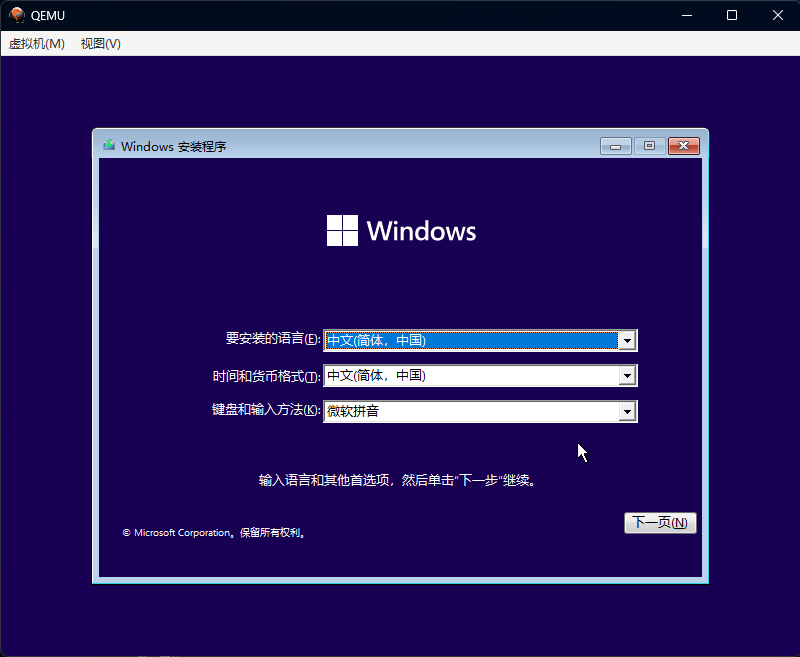 QEMU
虚拟机(M) 视图(V)
Windows 安装程序
Windows
要安装的语言(E): 中文(简体，中国)
时间和货币格式(T): 中文(简体，中国)
键盘和输入方法(K): 微软拼音
输入语言和其他首选项，然后单击“下一步”继续。
下一页(N)
© Microsoft Corporation。保留所有权利。